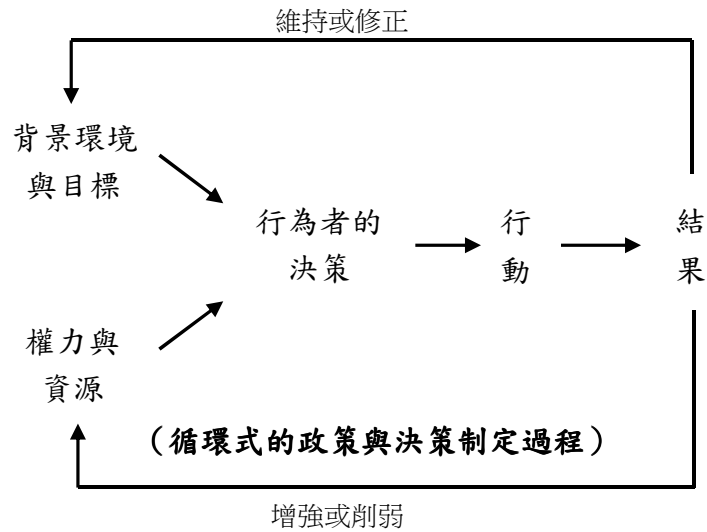 維持或修正
背景環境
與目標
行為者的
決策
行
動
結
果
權力與
資源
（循環式的政策與決策制定過程）
增強或削弱